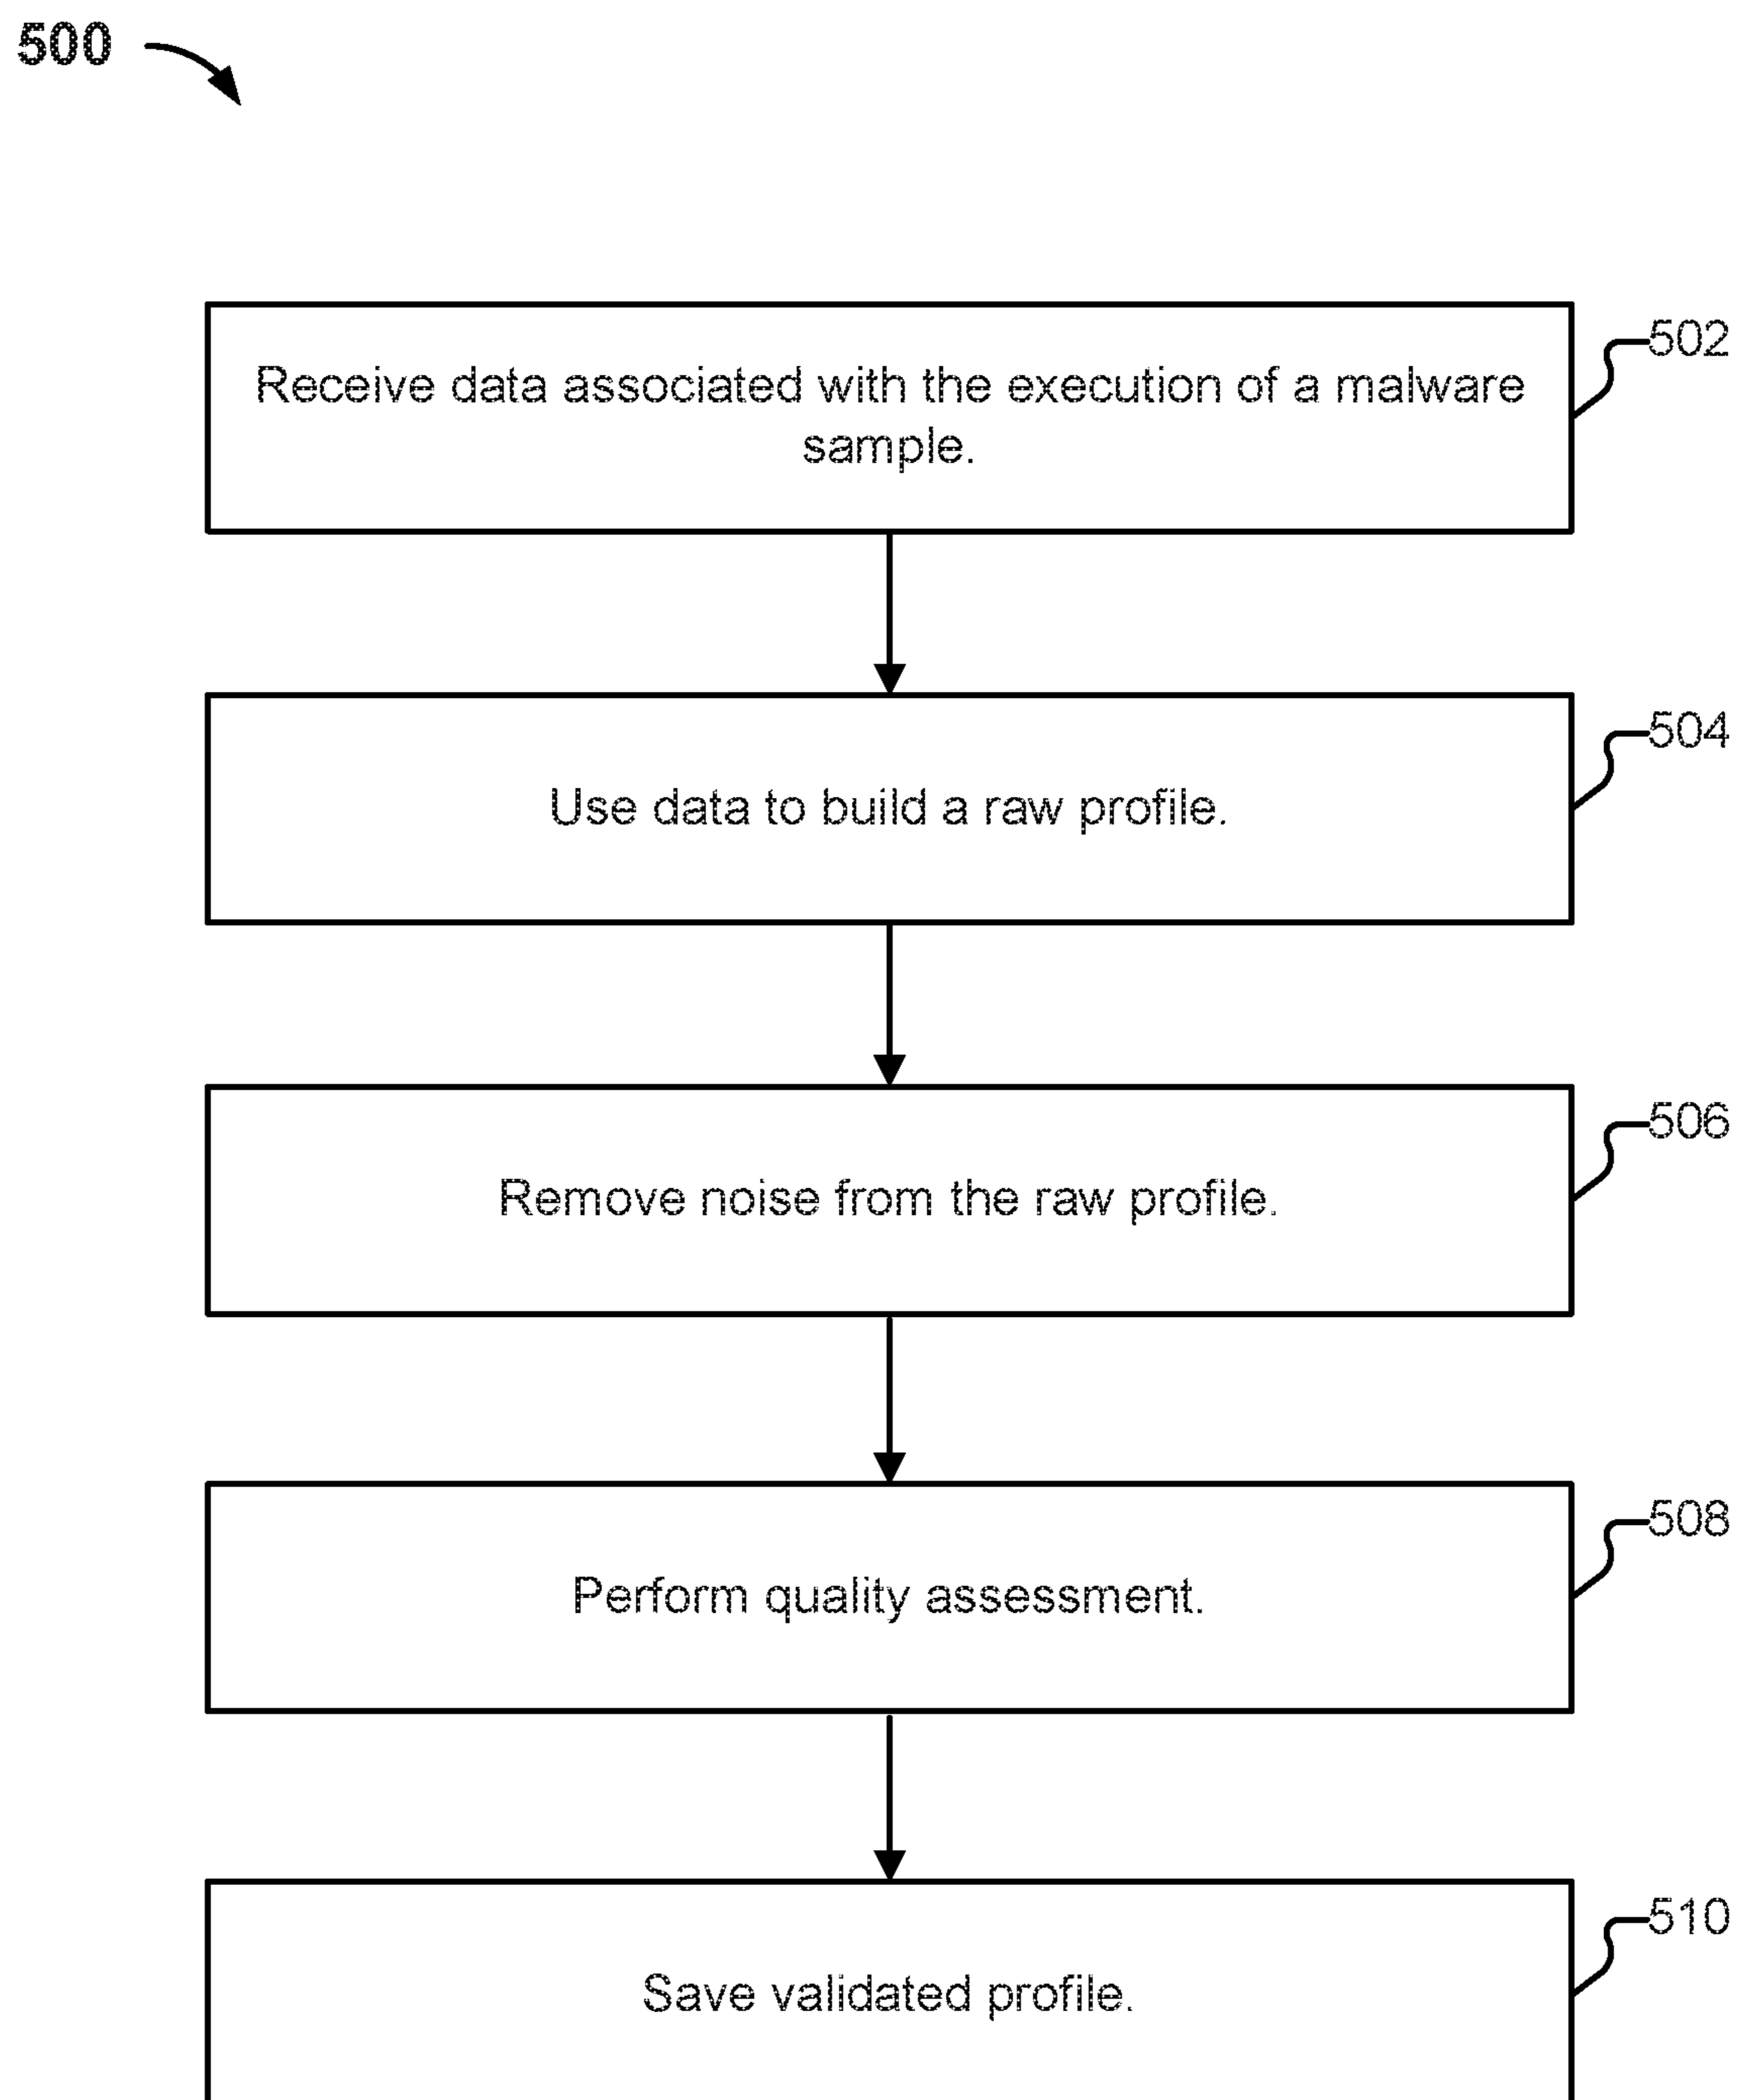 500
502
Receive data associated with the execution of a malware
sample.
504
Use data to build a raw profile.
506
Remove noise from the raw profile.
508
Perform quality assessment.
510
Save validated profile.